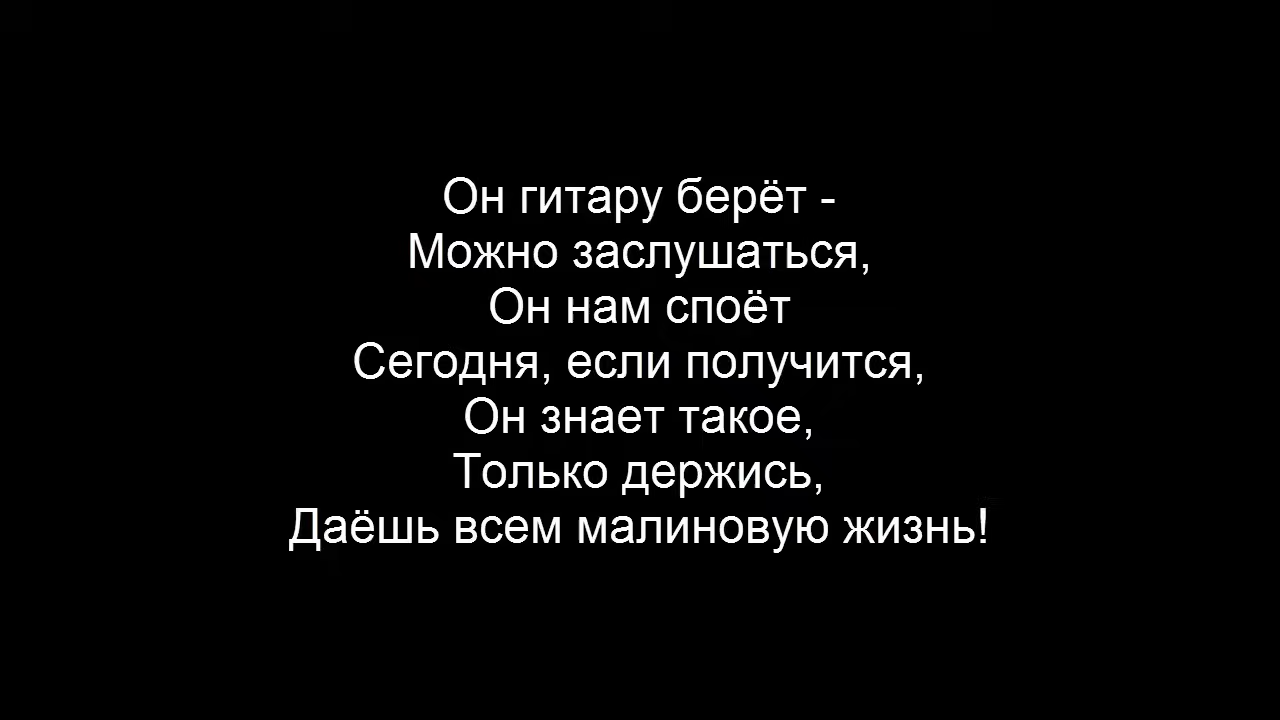 Он гитару берёт -
Можно заслушаться,
Он нам споёт
Сегодня, если получится,
Он знает такое,
Только держись,
Даёшь всем малиновую жизнь!